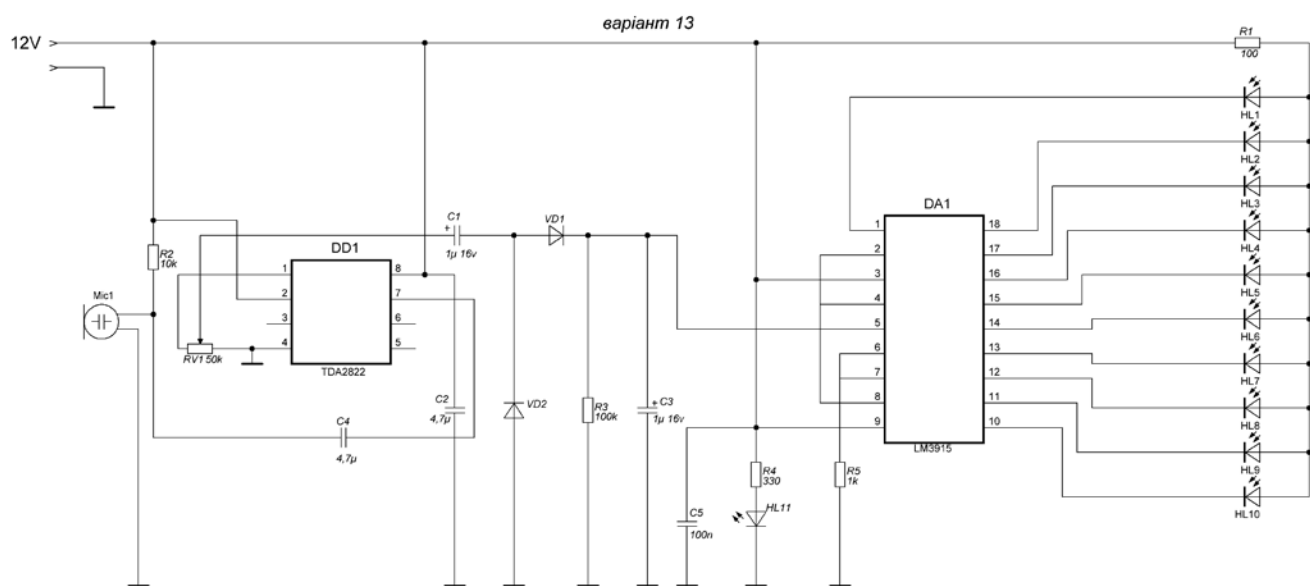 варіант 13
12V
R1
100
HL1
HL2
HL3
HL4
HL5
HL6
HL7
HL8
HL9
HL10
C1
+
1µ 16v
VD1
R2
10k
DD1
1
2
3
4
8
7
6
5
TDA2822
Mic1
RV1 50k
C2
4,7µ
C4
4,7µ
VD2
R3
100k
+ C3
1µ 16v
DA1
1
2
3
4
5
6
7
8
9
18
17
16
15
14
13
12
11
10
LM3915
R4
330
R5
1k
C5
100n
HL11